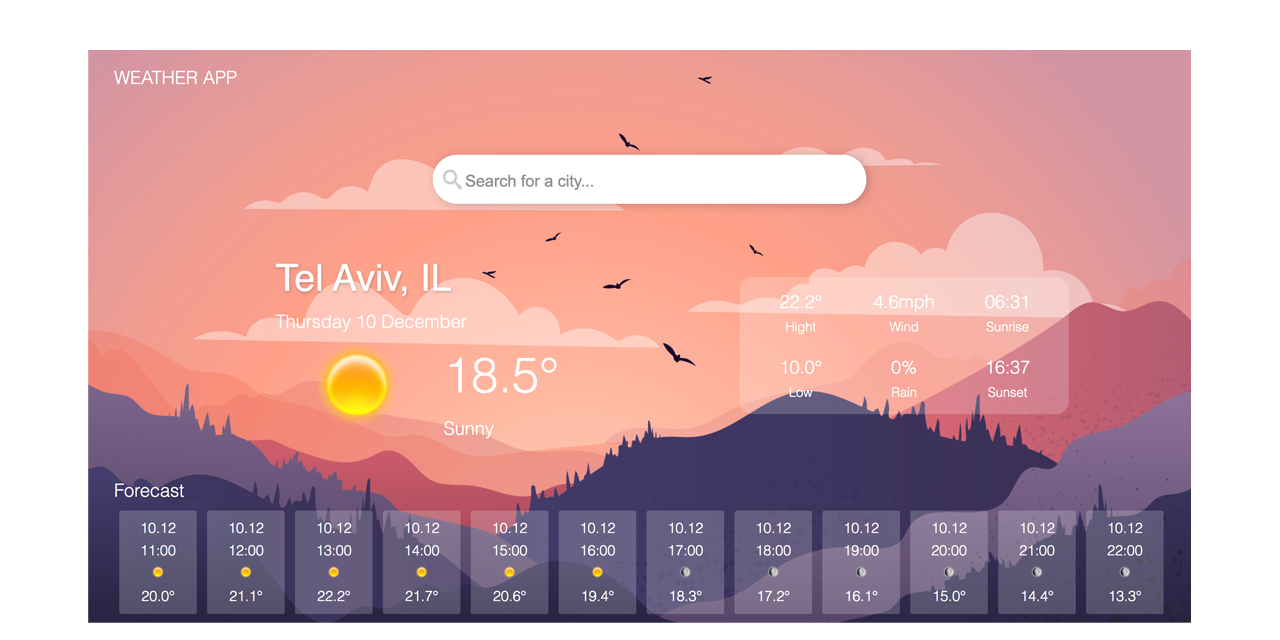 WEATHER APP
Search for a city...
Tel Aviv, IL
Thursday 10 December
18.5°
Sunny
22.2° 4.6mph 06:31
Hight Wind Sunrise
10.0° 0% 16:37
Low Rain Sunset
Forecast
10.12 10.12 10.12 10.12 10.12 10.12 10.12 10.12 10.12 10.12 10.12 10.12
11:00 12:00 13:00 14:00 15:00 16:00 17:00 18:00 19:00 20:00 21:00 22:00
20.0° 21.1° 22.2° 21.7° 20.6° 19.4° 18.3° 17.2° 16.1° 15.0° 14.4° 13.3°